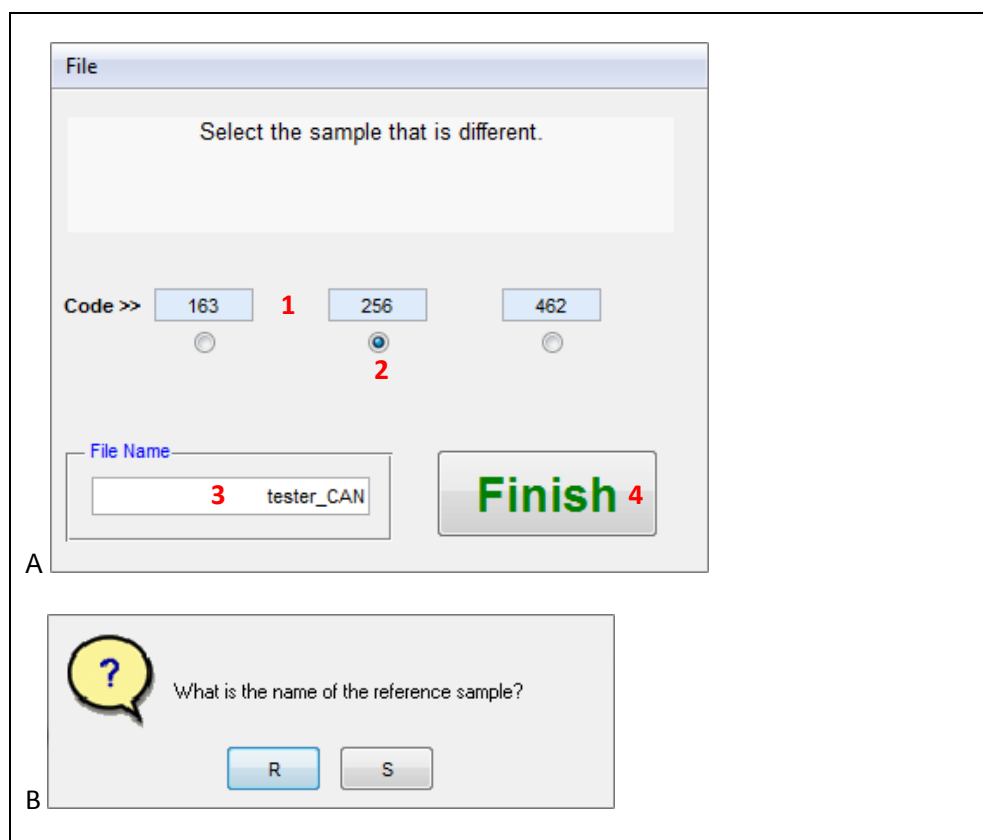 File
Select the sample that is different.
Code >> 163 1 256 462
2
File Name
3 tester_CAN
Finish 4
A
?
What is the name of the reference sample?
R S
B